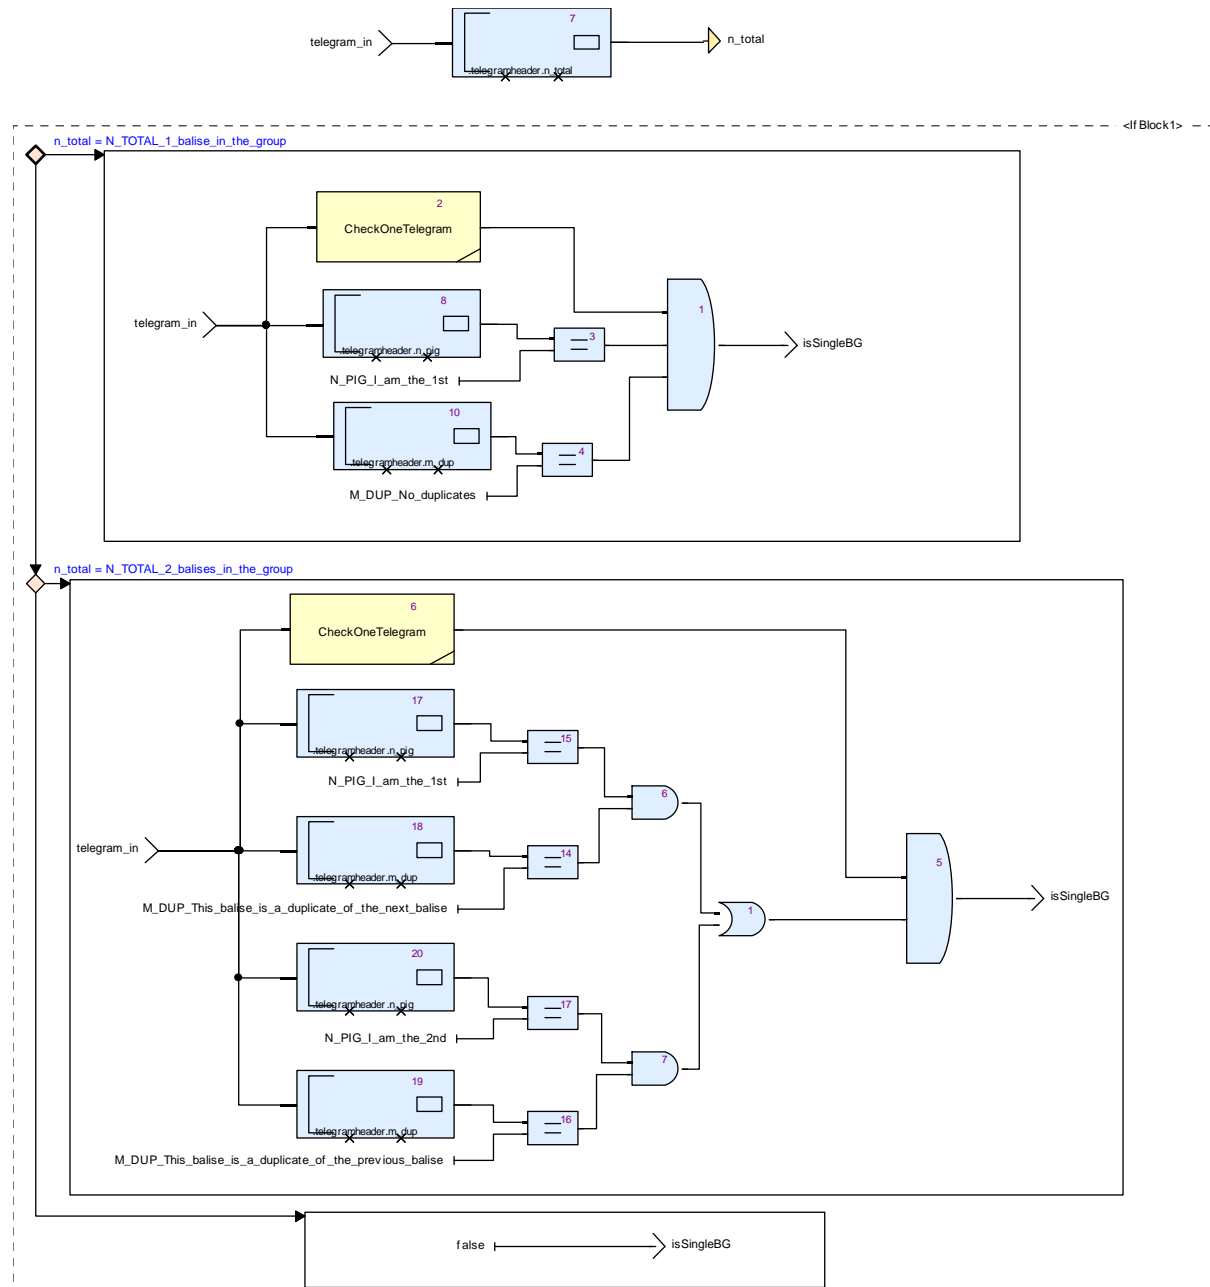 7
telegram_in
n_total
.telegramheader.n_total
<If Block1>
n_total = N_TOTAL_1_balise_in_the_group
2
CheckOneTelegram
8
1
telegram_in
3
isSingleBG
.telegramheader.n_pig
N_PIG_I_am_the_1st
10
4
.telegramheader.m_dup
M_DUP_No_duplicates
n_total = N_TOTAL_2_balises_in_the_group
6
CheckOneTelegram
17
15
.telegramheader.n_pig
N_PIG_I_am_the_1st
6
18
telegram_in
14
5
.telegramheader.m_dup
isSingleBG
M_DUP_This_balise_is_a_duplicate_of_the_next_balise
1
20
.telegramheader.n_pig
17
N_PIG_I_am_the_2nd
7
19
16
.telegramheader.m_dup
M_DUP_This_balise_is_a_duplicate_of_the_previous_balise
false
isSingleBG